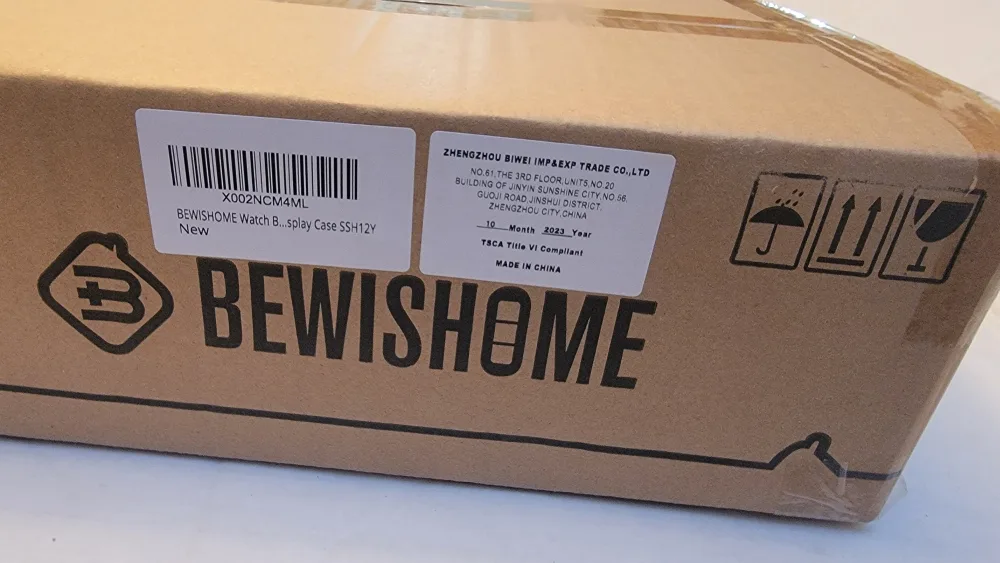 X002NCM4ML
BEWISHOME Watch B...splay Case SSH12Y
New
ZHENGZHOU BIWEI IMP&EXP TRADE CO.,LTD
NO.61,THE 3RD FLOOR,UNIT5,NO.20
BUILDING OF JINYIN SUNSHINE CITY,NO.56,
GUOJI ROAD,JINSHUI DISTRICT,
ZHENGZHOU CITY,CHINA
10 Month 2023 Year
TSCA Title VI Compliant
MADE IN CHINA
BEWISHOME